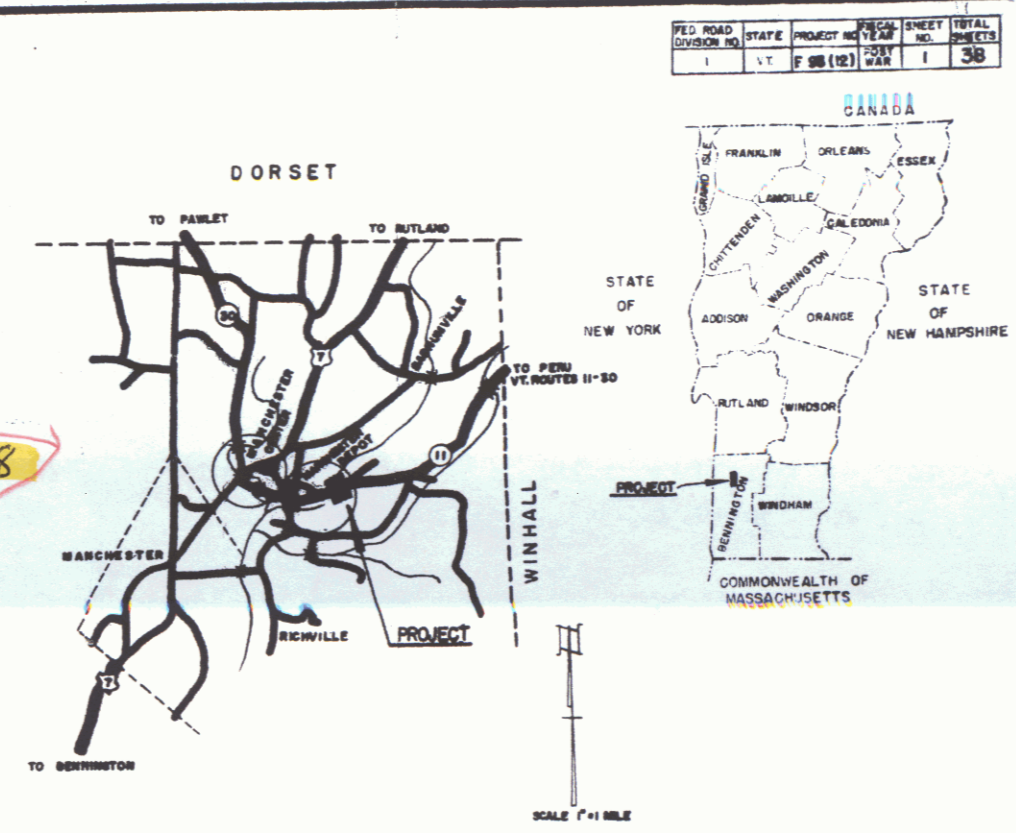 FED. ROAD DIVISION NO. STATE PROJECT NO. FISCAL YEAR SHEET NO. TOTAL SHEETS
1 VT. F 98 (12) POST WAR 1 38
CANADA
DORSET
GRAND ISLE
FRANKLIN
ORLEANS
ESSEX
LAMOILLE
CALEDONIA
CHITTENDEN
WASHINGTON
ADDISON
ORANGE
STATE
OF
NEW YORK
STATE
OF
NEW HAMPSHIRE
RUTLAND
WINDSOR
PROJECT
BENNINGTON
WINDHAM
COMMONWEALTH OF
MASSACHUSETTS
TO PAWLET
TO RUTLAND
30
7
BARNUMVILLE
TO PERU
VT. ROUTES 11-30
MANCHESTER
CENTER
MANCHESTER
DEPOT
11
8
WINHALL
MANCHESTER
RICHVILLE
PROJECT
7
TO BENNINGTON
SCALE 1"=1 MILE